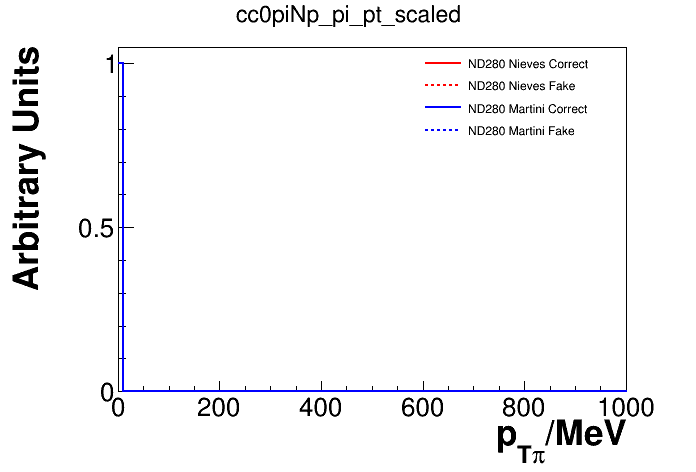 cc0piNp_pi_pt_scaled
Arbitrary Units
1
0.5
0
ND280 Nieves Correct
ND280 Nieves Fake
ND280 Martini Correct
ND280 Martini Fake
0 200 400 600 800 1000
pTπ/MeV